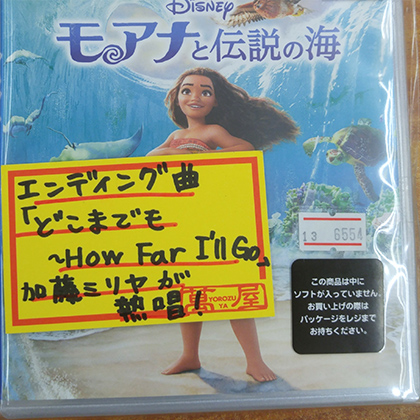 DISNEY
モアナと伝説の海
エンディング曲
「どこまでも
~How Far I'll Go」
加藤ミリヤが
熱唱!
萬屋
YOROZU
YA
13 6554
この商品は中に
ソフトが入っていません。
お買い上げの際は
パッケージをレジまで
お持ちください。